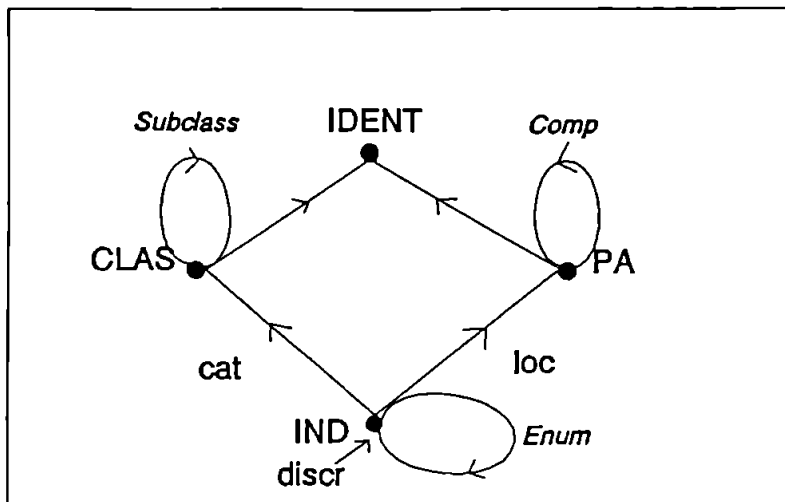 Subclass
IDENT
Comp
CLAS
PA
cat
loc
IND
Enum
discr